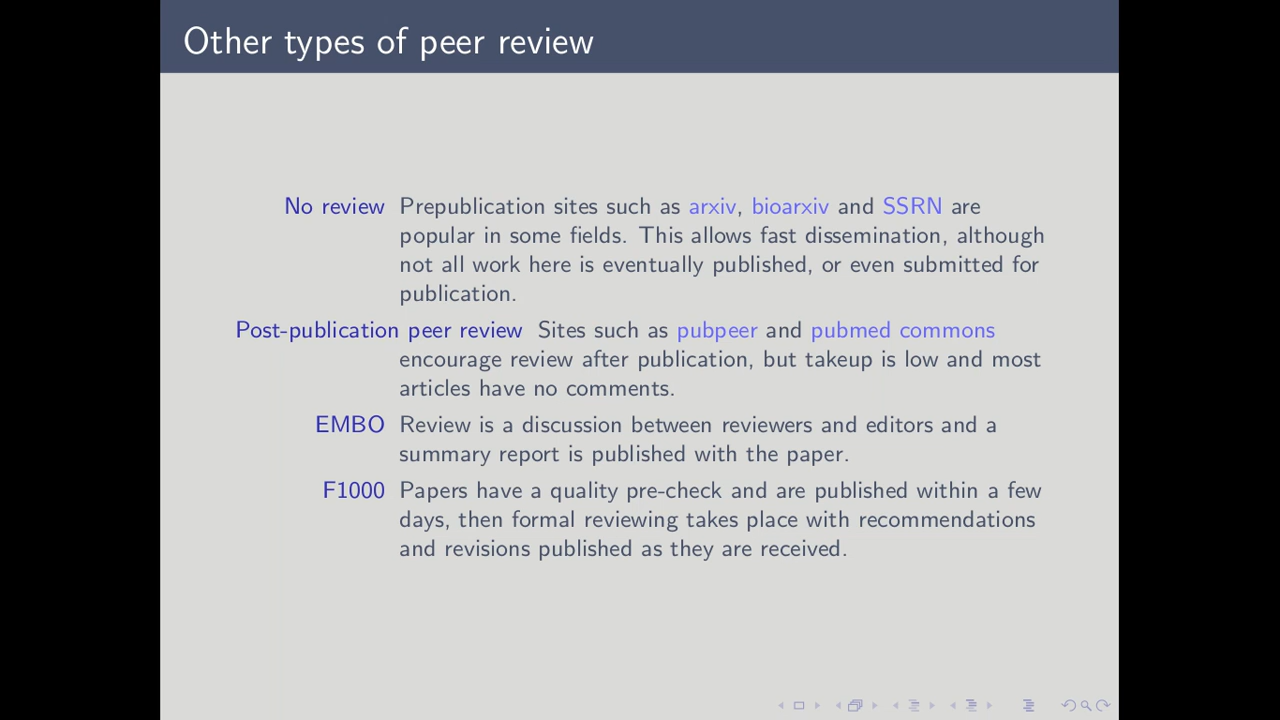 Other types of peer review
No review Prepublication sites such as arxiv, bioarxiv and SSRN are
popular in some fields. This allows fast dissemination, although
not all work here is eventually published, or even submitted for
publication.
Post-publication peer review Sites such as pubpeer and pubmed commons
encourage review after publication, but takeup is low and most
articles have no comments.
EMBO Review is a discussion between reviewers and editors and a
summary report is published with the paper.
F1000 Papers have a quality pre-check and are published within a few
days, then formal reviewing takes place with recommendations
and revisions published as they are received.